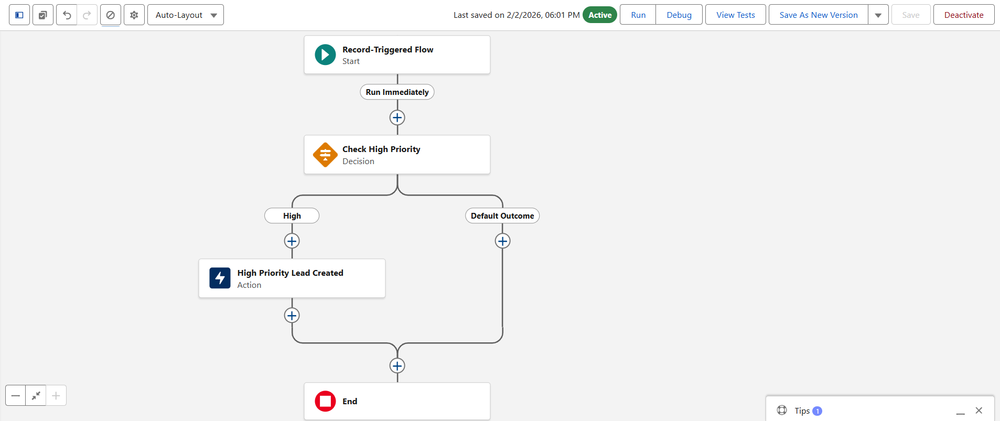 Auto-Layout
Last saved on 2/2/2026, 06:01 PM
Active
Run
Debug
View Tests
Save As New Version
Save
Deactivate
Record-Triggered Flow
Start
Run Immediately
Check High Priority
Decision
High
Default Outcome
High Priority Lead Created
Action
End
Tips 1